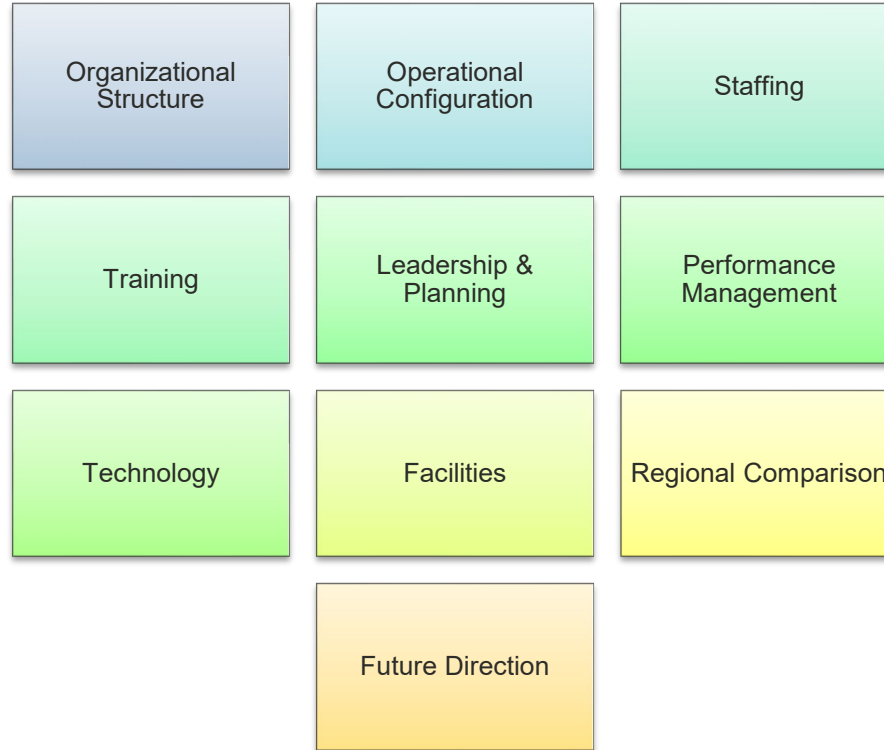 Organizational
Structure
Operational
Configuration
Staffing
Training
Leadership &
Planning
Performance
Management
Technology
Facilities
Regional Comparison
Future Direction